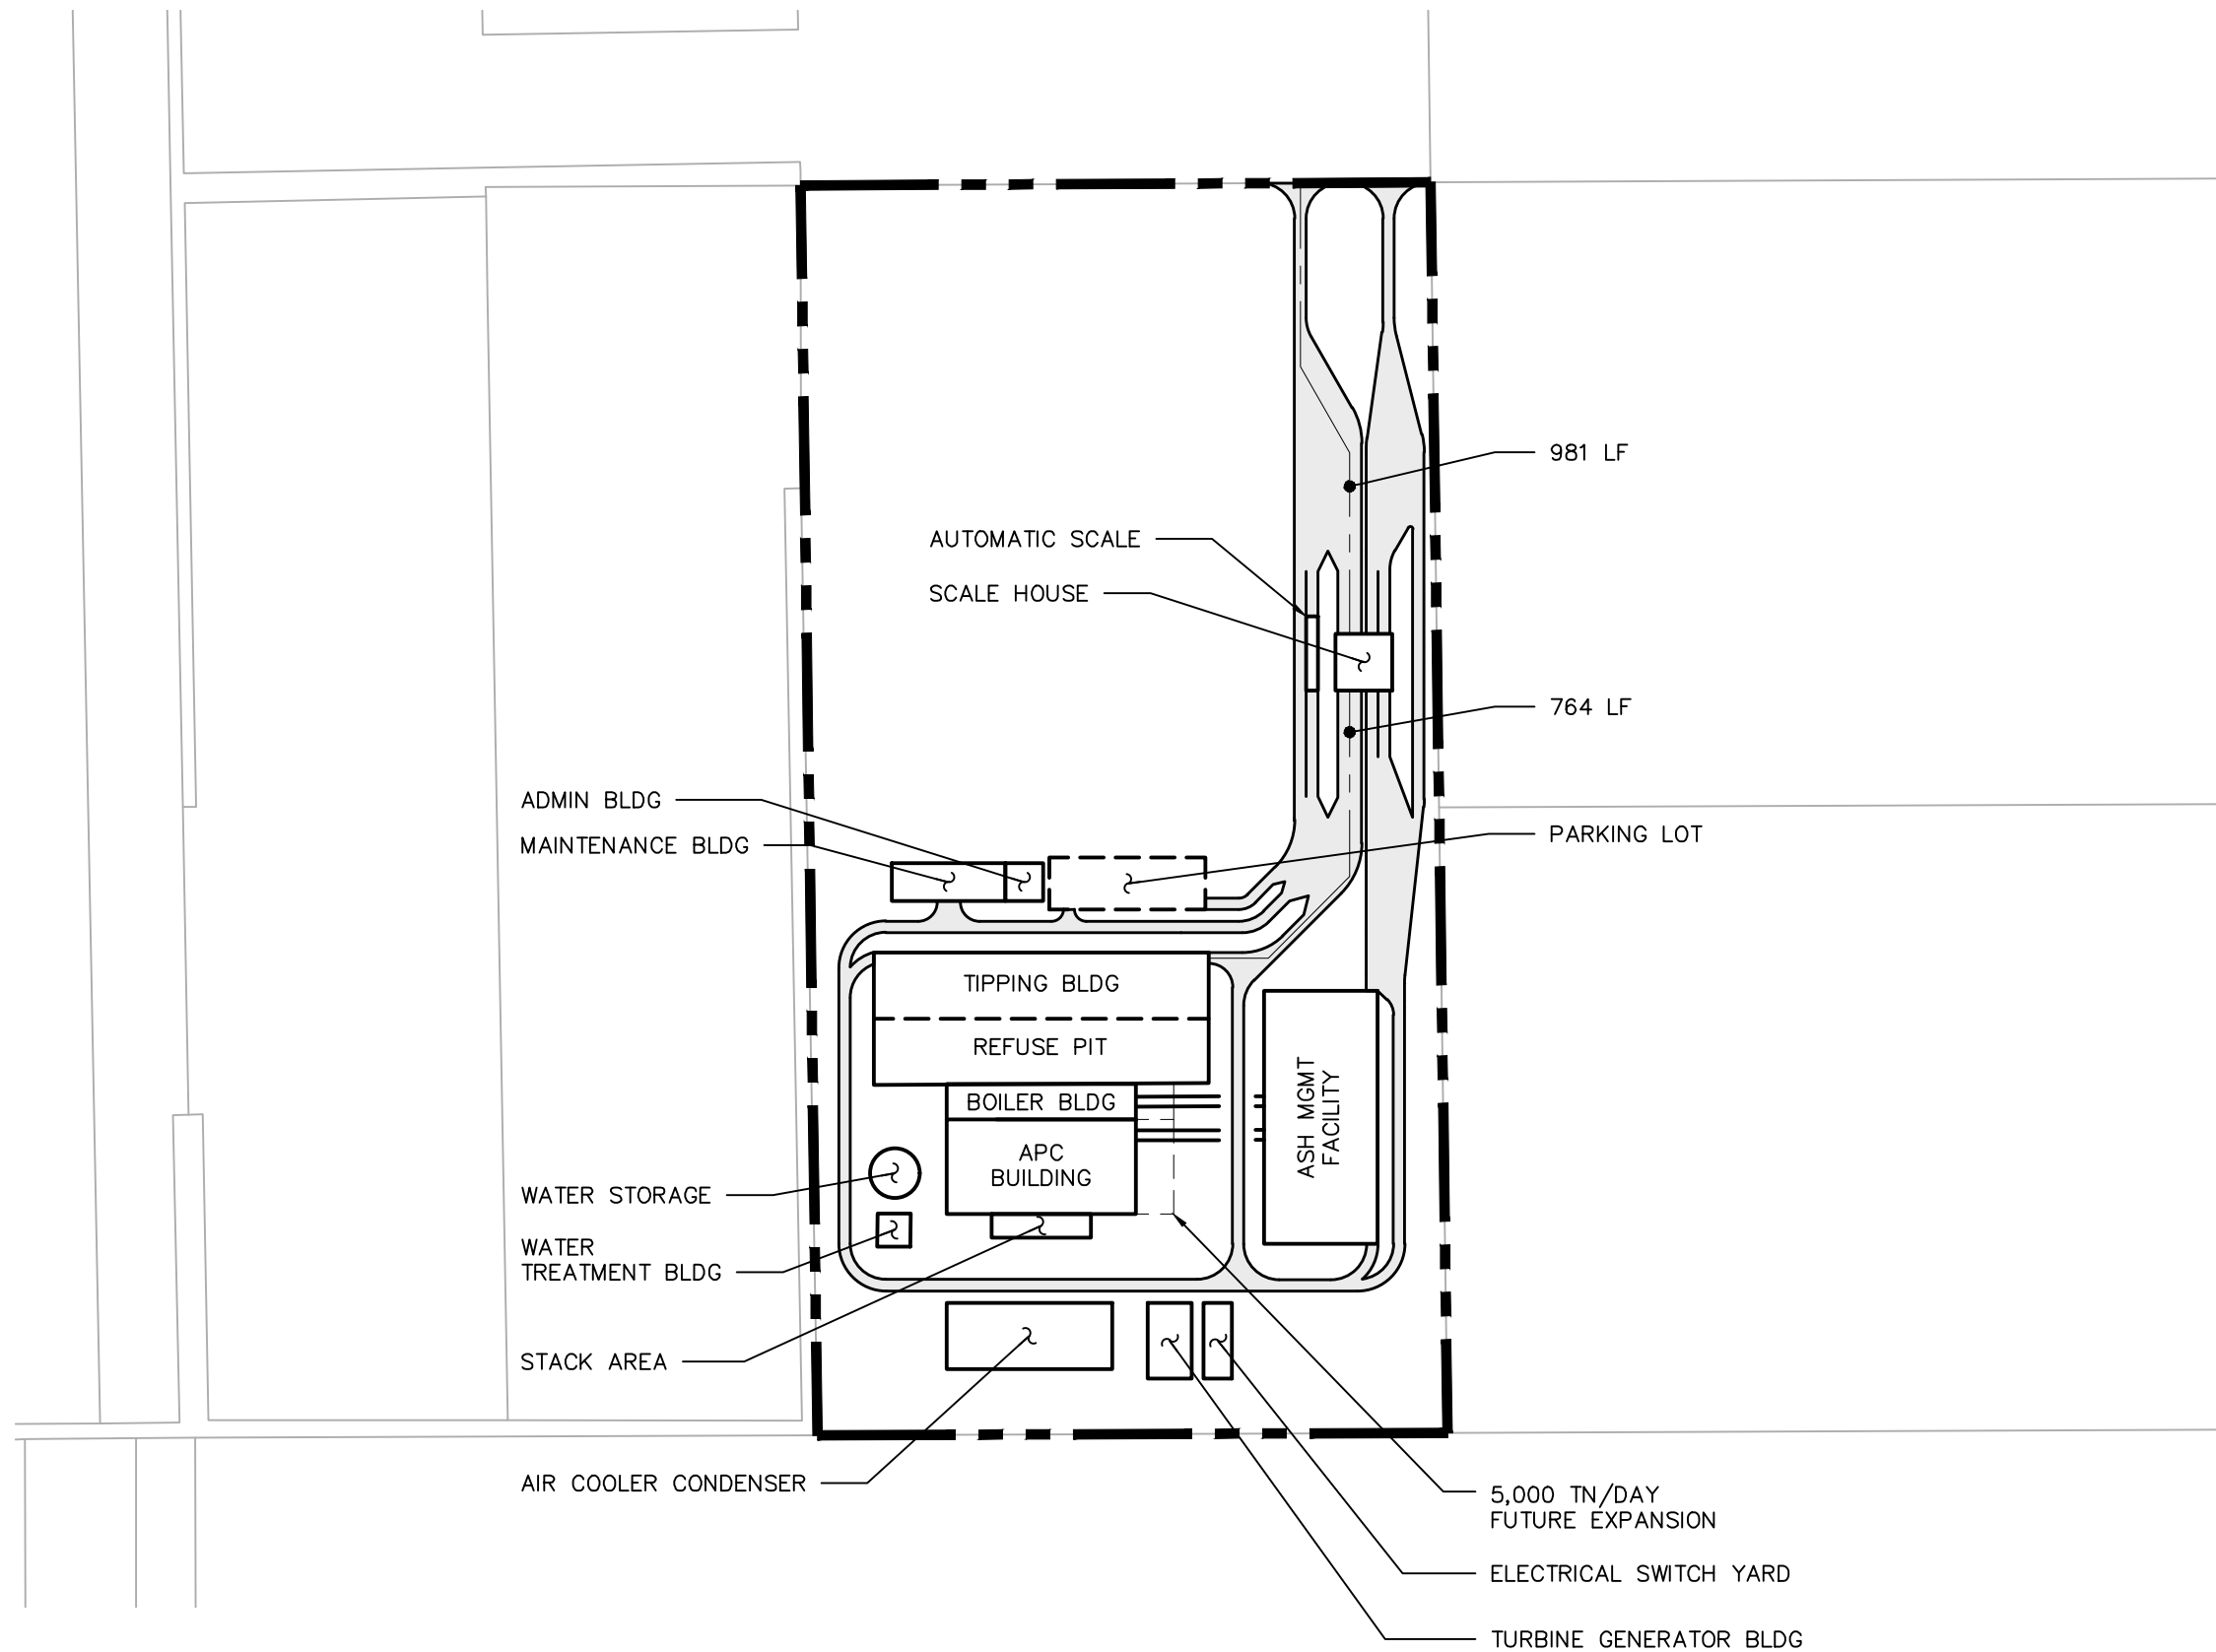 981 LF
AUTOMATIC SCALE
SCALE HOUSE
764 LF
ADMIN BLDG
PARKING LOT
MAINTENANCE BLDG
TIPPING BLDG
REFUSE PIT
BOILER BLDG
APC
BUILDING
ASH MGMT
FACILITY
WATER STORAGE
WATER
TREATMENT BLDG
STACK AREA
AIR COOLER CONDENSER
5,000 TN/DAY
FUTURE EXPANSION
ELECTRICAL SWITCH YARD
TURBINE GENERATOR BLDG